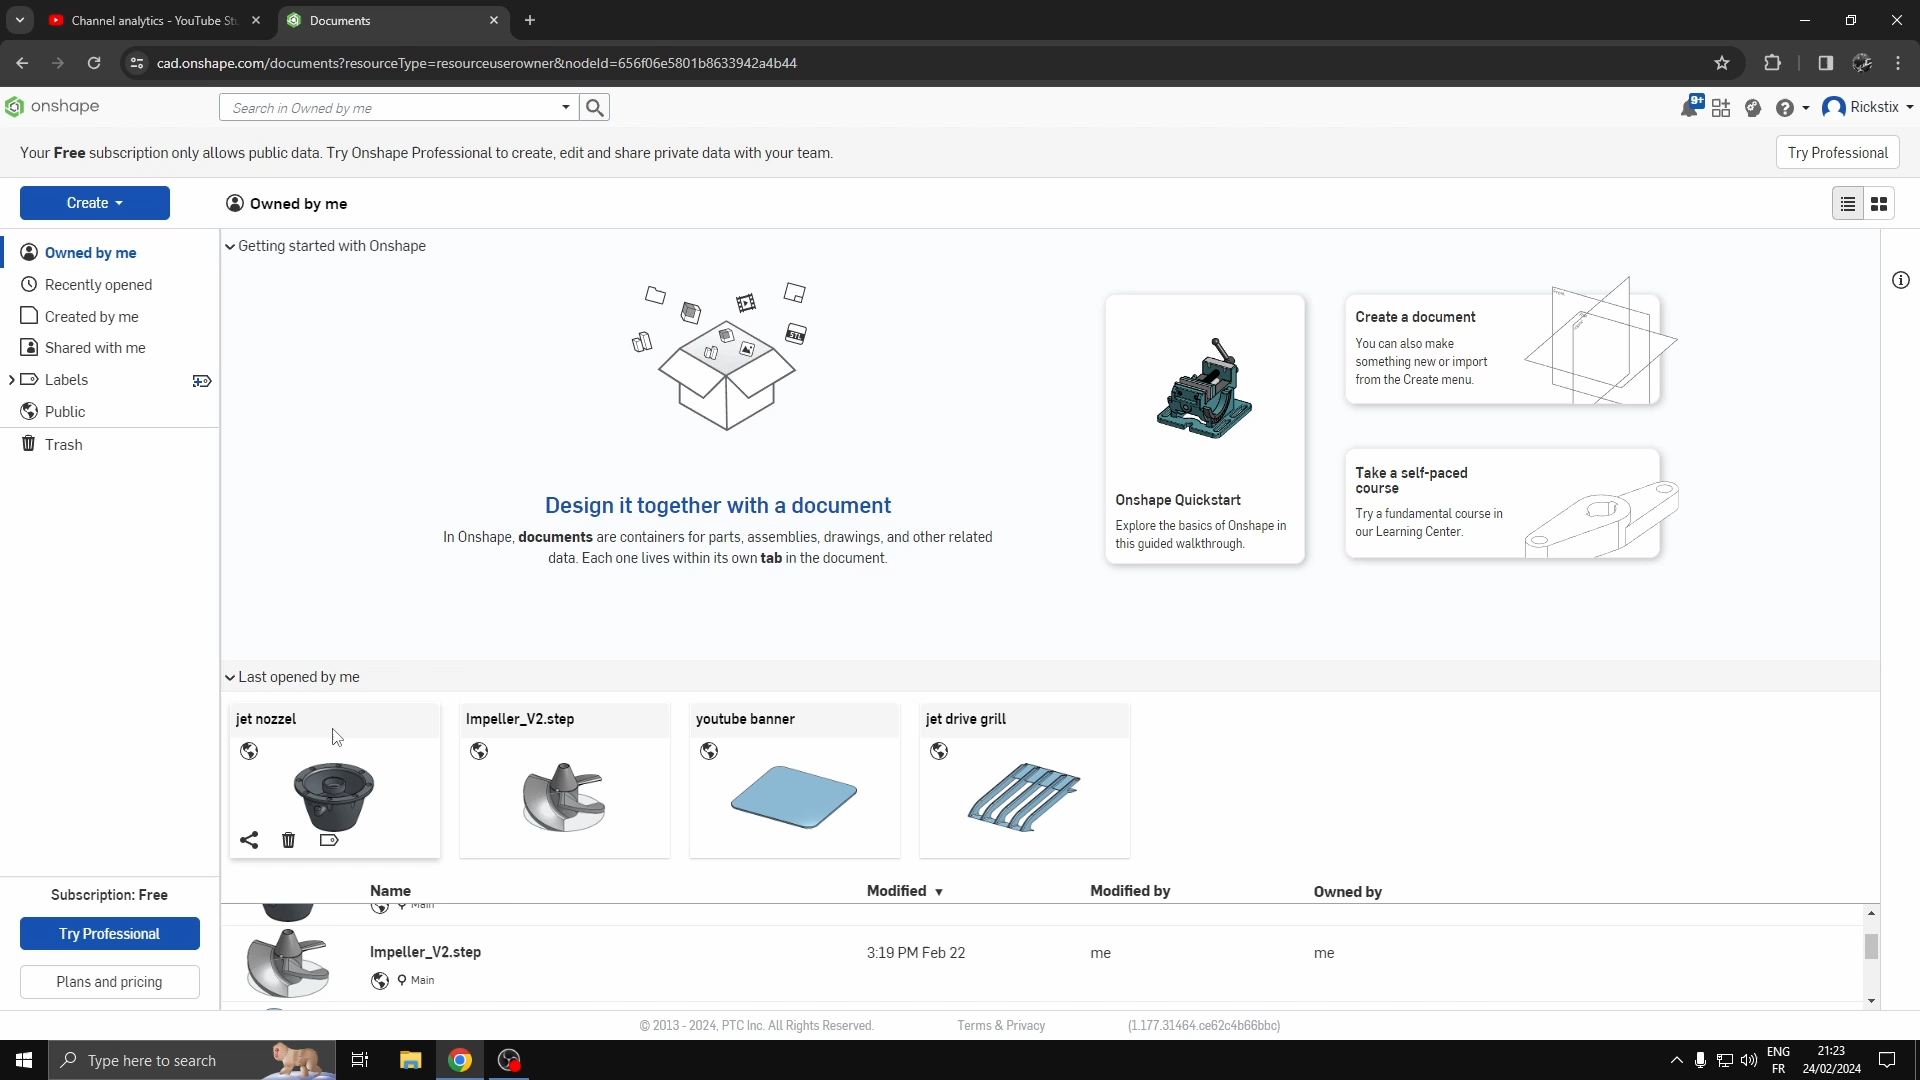 Channel analytics - YouTube Stu
Documents
cad.onshape.com/documents?resourceType=resourceuserowner&nodeId=656f06e5801b8633942a4b44
onshape
Search in Owned by me
9+
Rickstix
Your Free subscription only allows public data. Try Onshape Professional to create, edit and share private data with your team.
Try Professional
Create
Owned by me
Owned by me
Recently opened
Created by me
Shared with me
Labels
Public
Trash
Getting started with Onshape
STL
Design it together with a document
In Onshape, documents are containers for parts, assemblies, drawings, and other related
data. Each one lives within its own tab in the document.
Onshape Quickstart
Explore the basics of Onshape in
this guided walkthrough.
Create a document
You can also make
something new or import
from the Create menu.
Take a self-paced
course
Try a fundamental course in
our Learning Center.
Last opened by me
jet nozzel
Impeller_V2.step
youtube banner
jet drive grill
Name
Modified
Modified by
Owned by
Main
Impeller_V2.step
3:19 PM Feb 22
me
me
Main
Subscription: Free
Try Professional
Plans and pricing
© 2013 - 2024, PTC Inc. All Rights Reserved.
Terms & Privacy
(1.177.31464.ce62c4b66bbc)
Type here to search
ENG
FR
21:23
24/02/2024